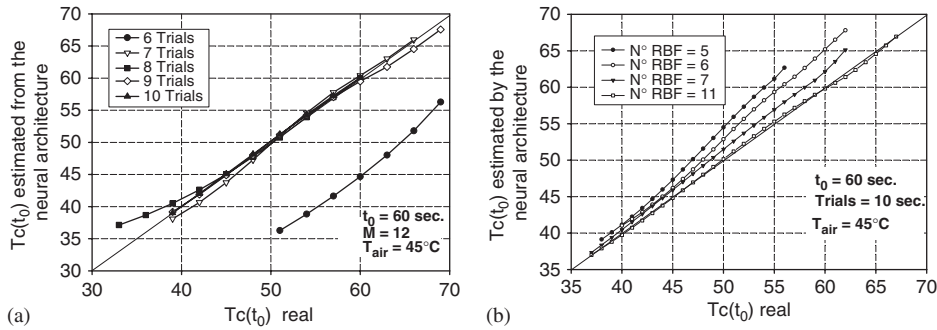 70
65
60
55
50
45
40
35
30
30
40
50
60
70
Tc(t0) estimated from the
neural architecture
Tc(t0) real
6 Trials
7 Trials
8 Trials
9 Trials
10 Trials
t0 = 60 sec.
M = 12
Tair = 45°C
(a)
70
65
60
55
50
45
40
35
35
40
45
50
55
60
65
70
Tc(t0) estimated by the
neural architecture
Tc(t0) real
N° RBF = 5
N° RBF = 6
N° RBF = 7
N° RBF = 11
t0 = 60 sec.
Trials = 10 sec.
Tair = 45°C
(b)